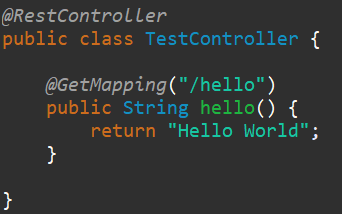 @RestController
public class TestController {
@GetMapping("/hello")
public String hello() {
return "Hello World";
}
}